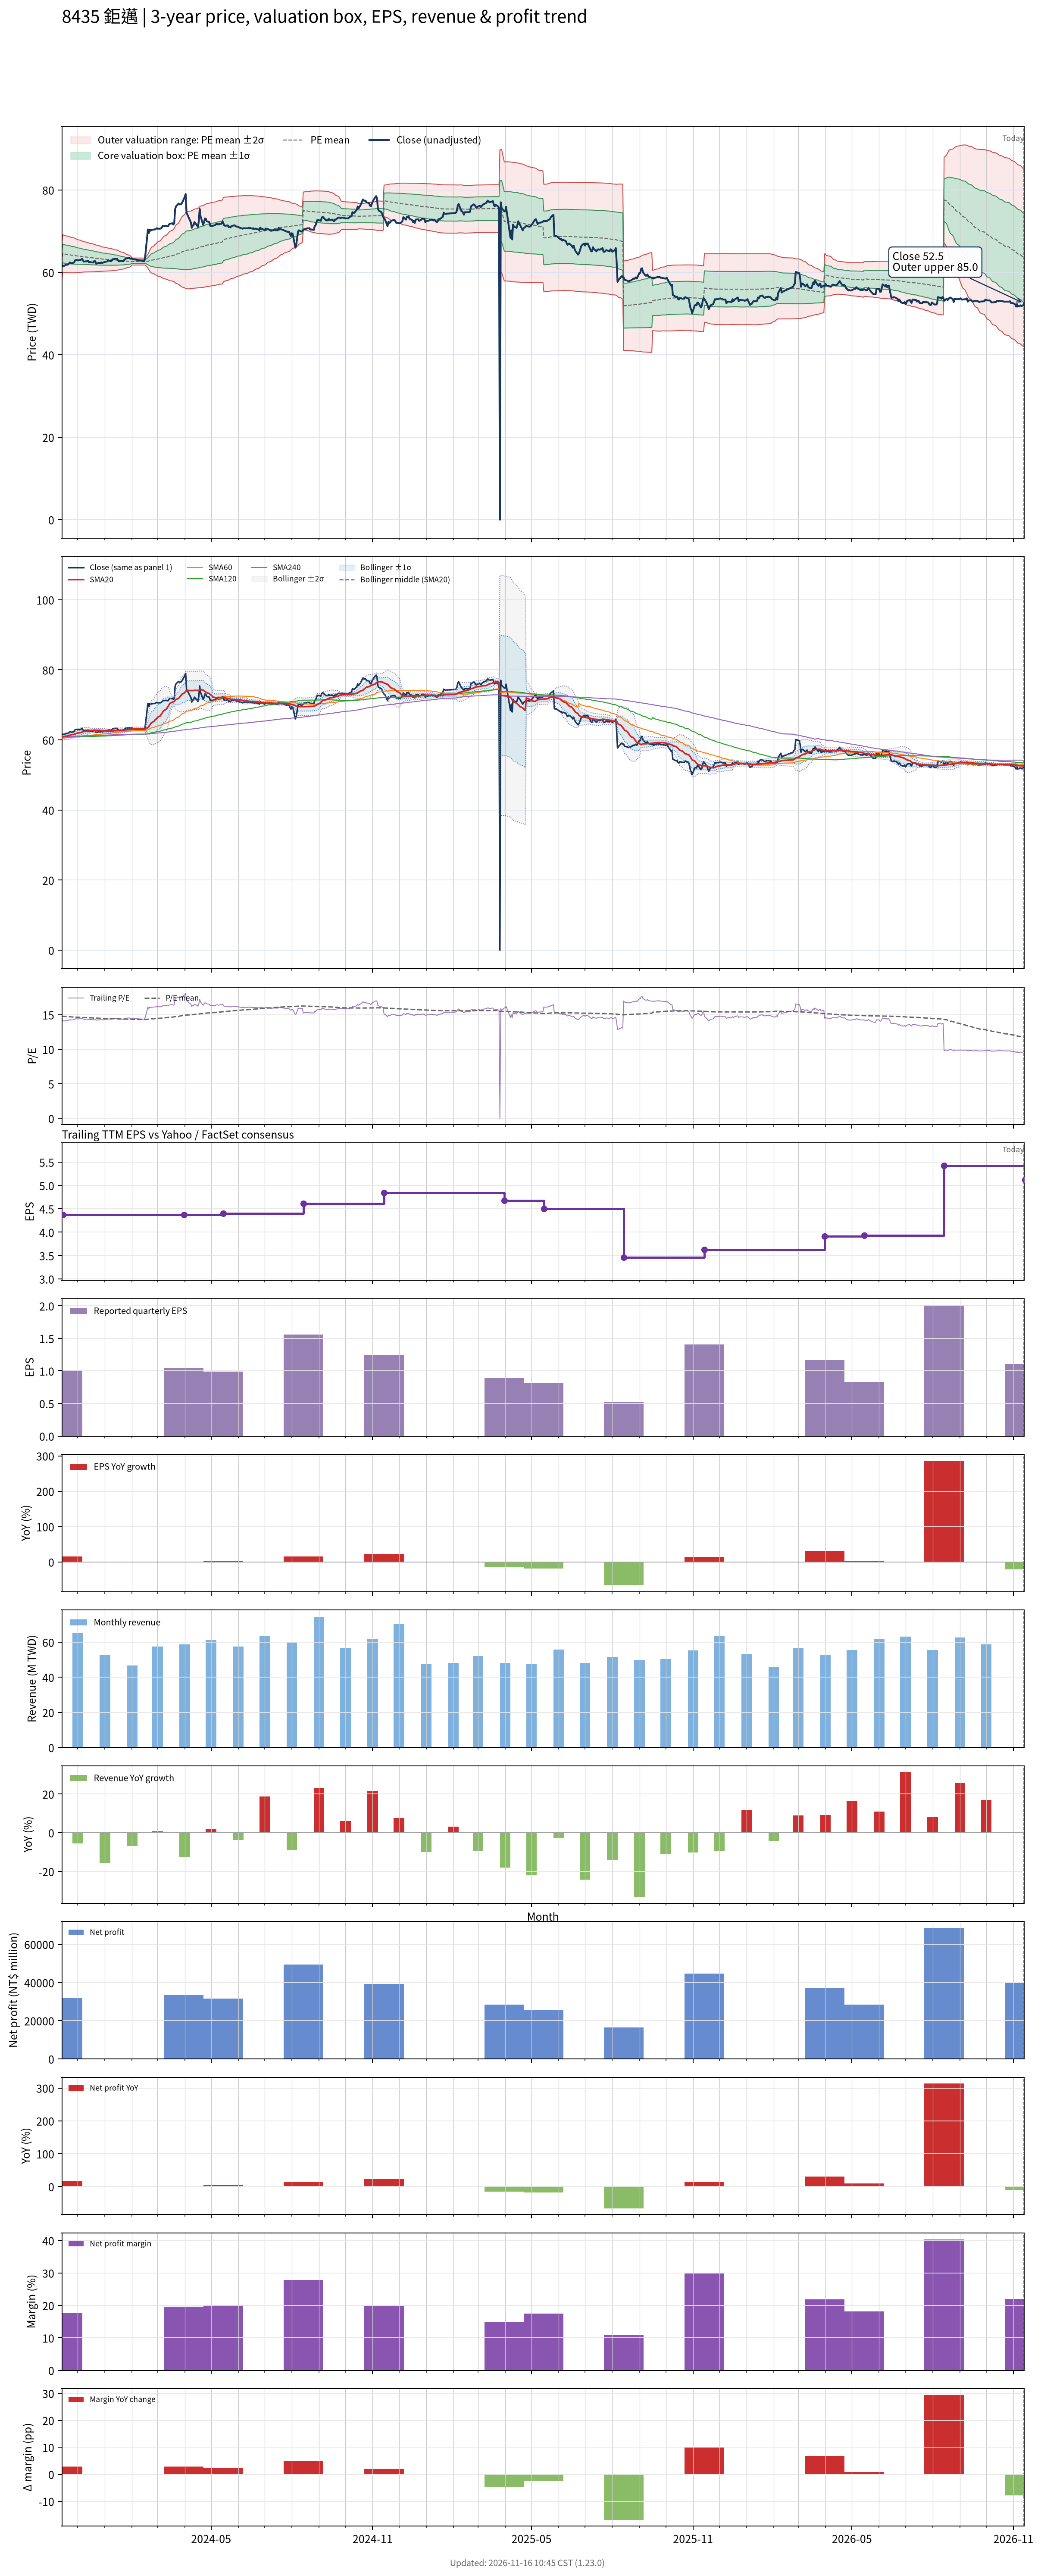 8435 鉅邁 | 3-year price, valuation box, EPS, revenue & profit trend
Outer valuation range: PE mean ±2σ
PE mean
Close (unadjusted)
Core valuation box: PE mean ±1σ
Today
80
60
40
20
0
Price (TWD)
Close 52.5
Outer upper 85.0
Close (same as panel 1)
SMA20
SMA60
SMA120
SMA240
Bollinger ±2σ
Bollinger ±1σ
Bollinger middle (SMA20)
100
80
60
40
20
0
Price
Trailing P/E
P/E mean
15
10
5
0
P/E
Trailing TTM EPS vs Yahoo / FactSet consensus
Today
5.5
5.0
4.5
4.0
3.5
3.0
EPS
Reported quarterly EPS
2.0
1.5
1.0
0.5
0.0
EPS
EPS YoY growth
300
200
100
0
YoY (%)
Monthly revenue
60
40
20
0
Revenue (M TWD)
Revenue YoY growth
20
0
-20
YoY (%)
Month
Net profit
60000
40000
20000
0
Net profit (NT$ million)
Net profit YoY
300
200
100
0
YoY (%)
Net profit margin
40
30
20
10
0
Margin (%)
Margin YoY change
30
20
10
0
-10
Δ margin (pp)
2024-05
2024-11
2025-05
2025-11
2026-05
2026-11
Updated: 2026-11-16 10:45 CST (1.23.0)